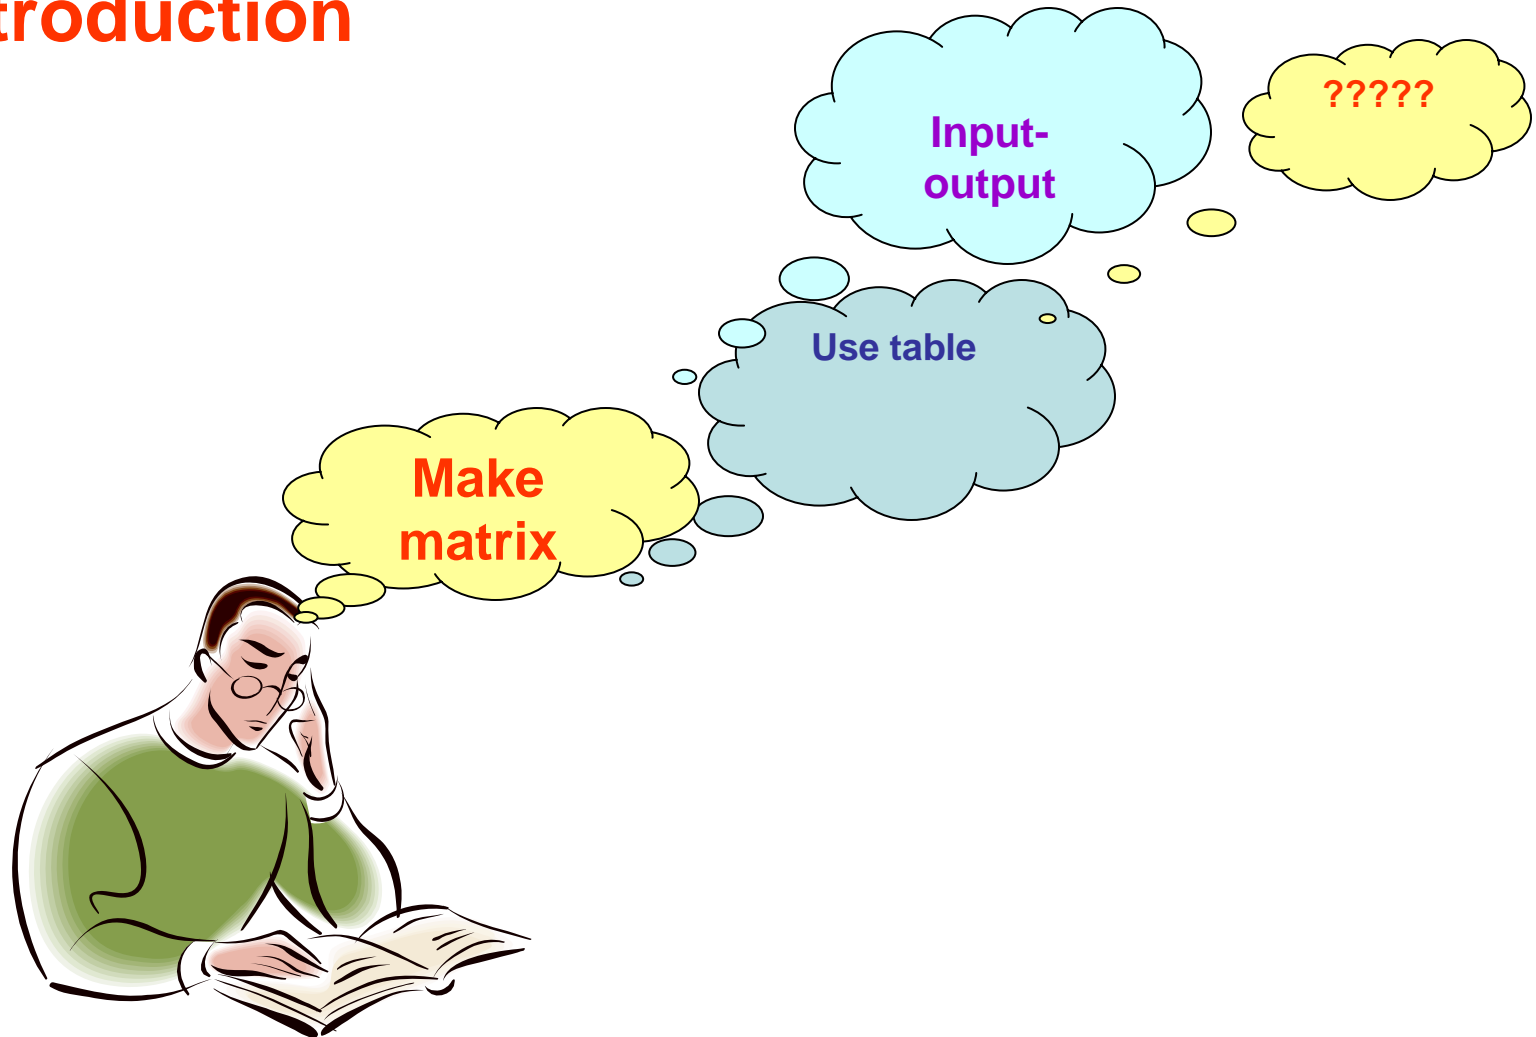 troduction
?????
Input-
output
Use table
Make
matrix